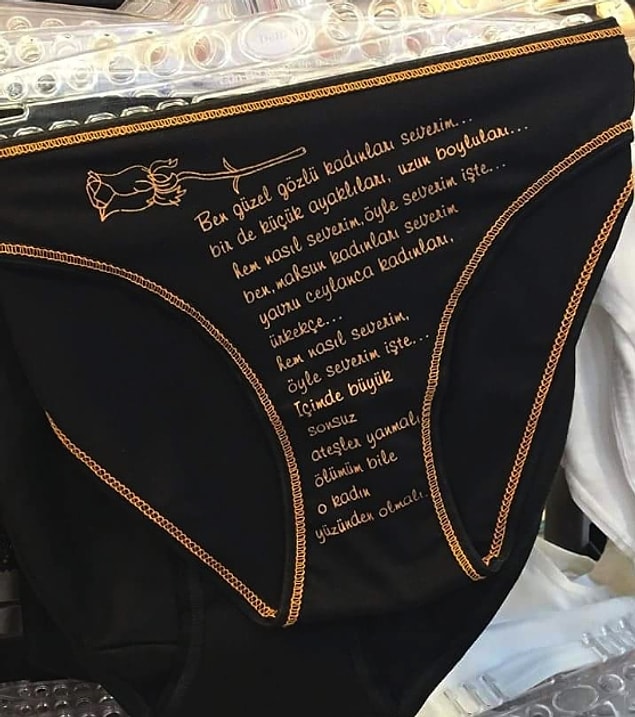 Ben güzel gözlü kadınları severim...
bir de küçük ayaklıları, uzun boyluları...
hem nasıl severim, öyle severim işte...
ben, mahsun kadınları severim
yavru ceylanca kadınları,
ürkekçe...
hem nasıl severim,
öyle severim işte...
İçimde büyük
sonsuz
ateşler yanmalı,
ölümüm bile
o kadın
yüzünden olmalı..